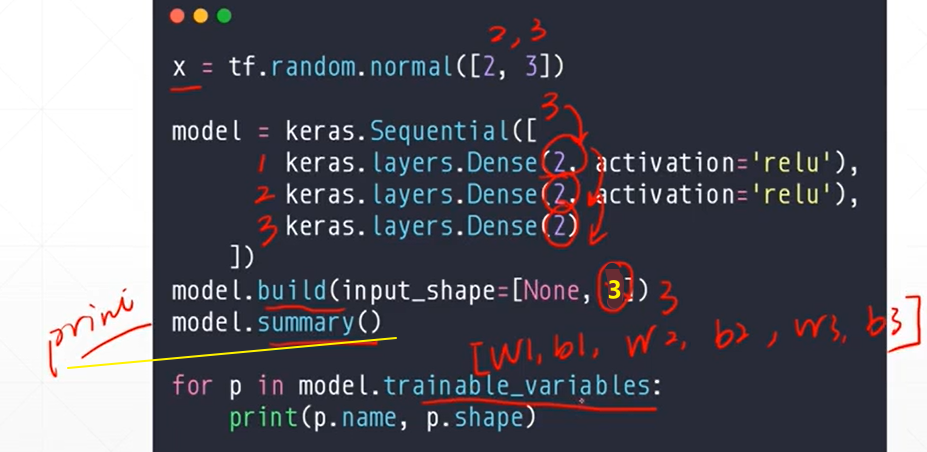 2, 3
x = tf.random.normal([2, 3])
3
model = keras.Sequential([
1 keras.layers.Dense(2, activation='relu'),
2 keras.layers.Dense(2, activation='relu'),
3 keras.layers.Dense(2)
])
model.build(input_shape=[None, 3]) 3
model.summary()
[W1, b1, W2, b2, W3, b3]
for p in model.trainable_variables:
print(p.name, p.shape)